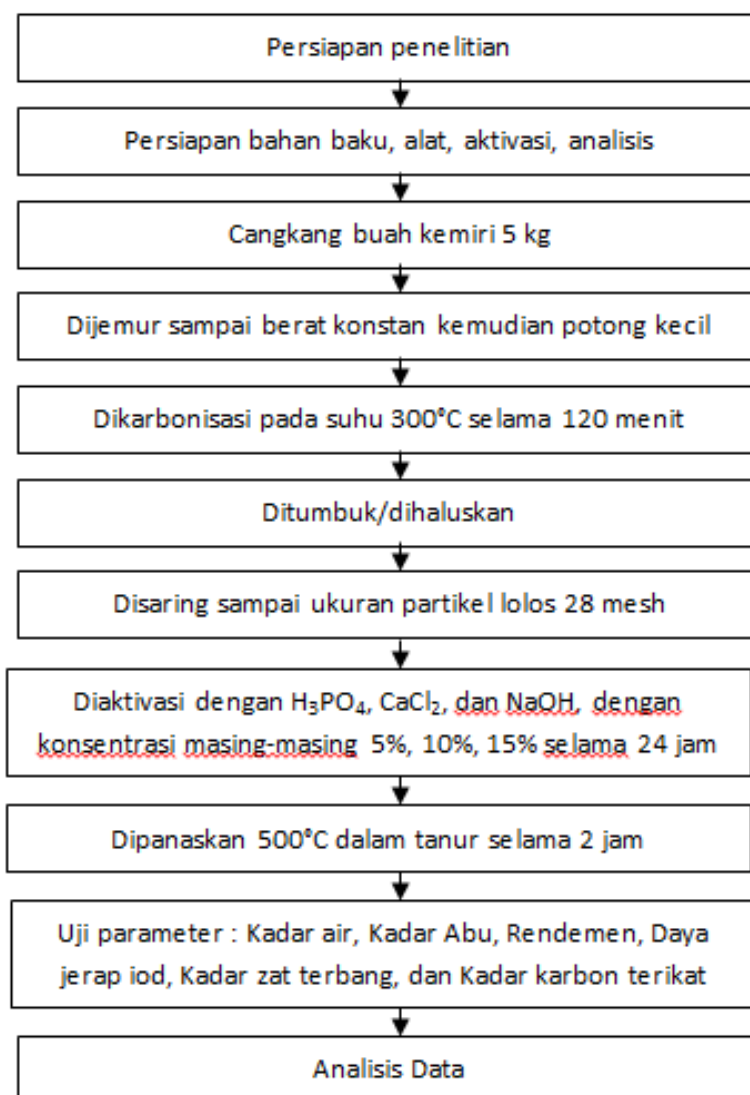 Persiapan penelitian
Persiapan bahan baku, alat, aktivasi, analisis
Cangkang buah kemiri 5 kg
Dijemur sampai berat konstan kemudian potong kecil
Dikarbonisasi pada suhu 300°C selama 120 menit
Ditumbuk/dihaluskan
Disaring sampai ukuran partikel lolos 28 mesh
Diaktivasi dengan H₃PO₄, CaCl₂, dan NaOH, dengan
konsentrasi masing-masing 5%, 10%, 15% selama 24 jam
Dipanaskan 500°C dalam tanur selama 2 jam
Uji parameter : Kadar air, Kadar Abu, Rendemen, Daya
jerap iod, Kadar zat terbang, dan Kadar karbon terikat
Analisis Data